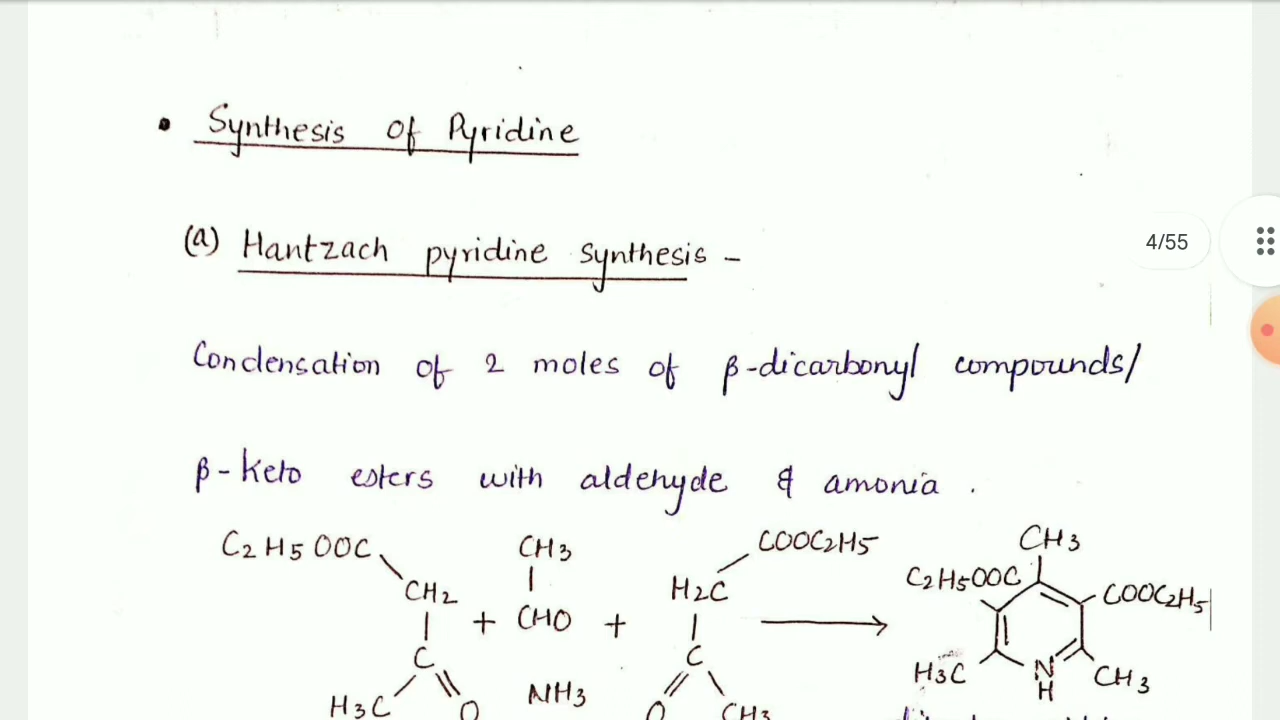 • Synthesis of Pyridine
(a) Hantzach pyridine synthesis -
4/55
Condensation of 2 moles of β-dicarbonyl compounds/
β-keto esters with aldehyde & amonia .
C2H5OOC CH3 COOC2H5 CH3
CH2 H2C C2H5OOC COOC2H5
+ CHO +
C C
H3C CH3
NH3 N
H
H3C O O CH3